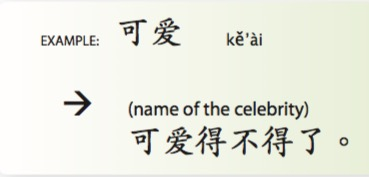 EXAMPLE: 可爱 kě'ài
→ (name of the celebrity)
可爱得不得了。